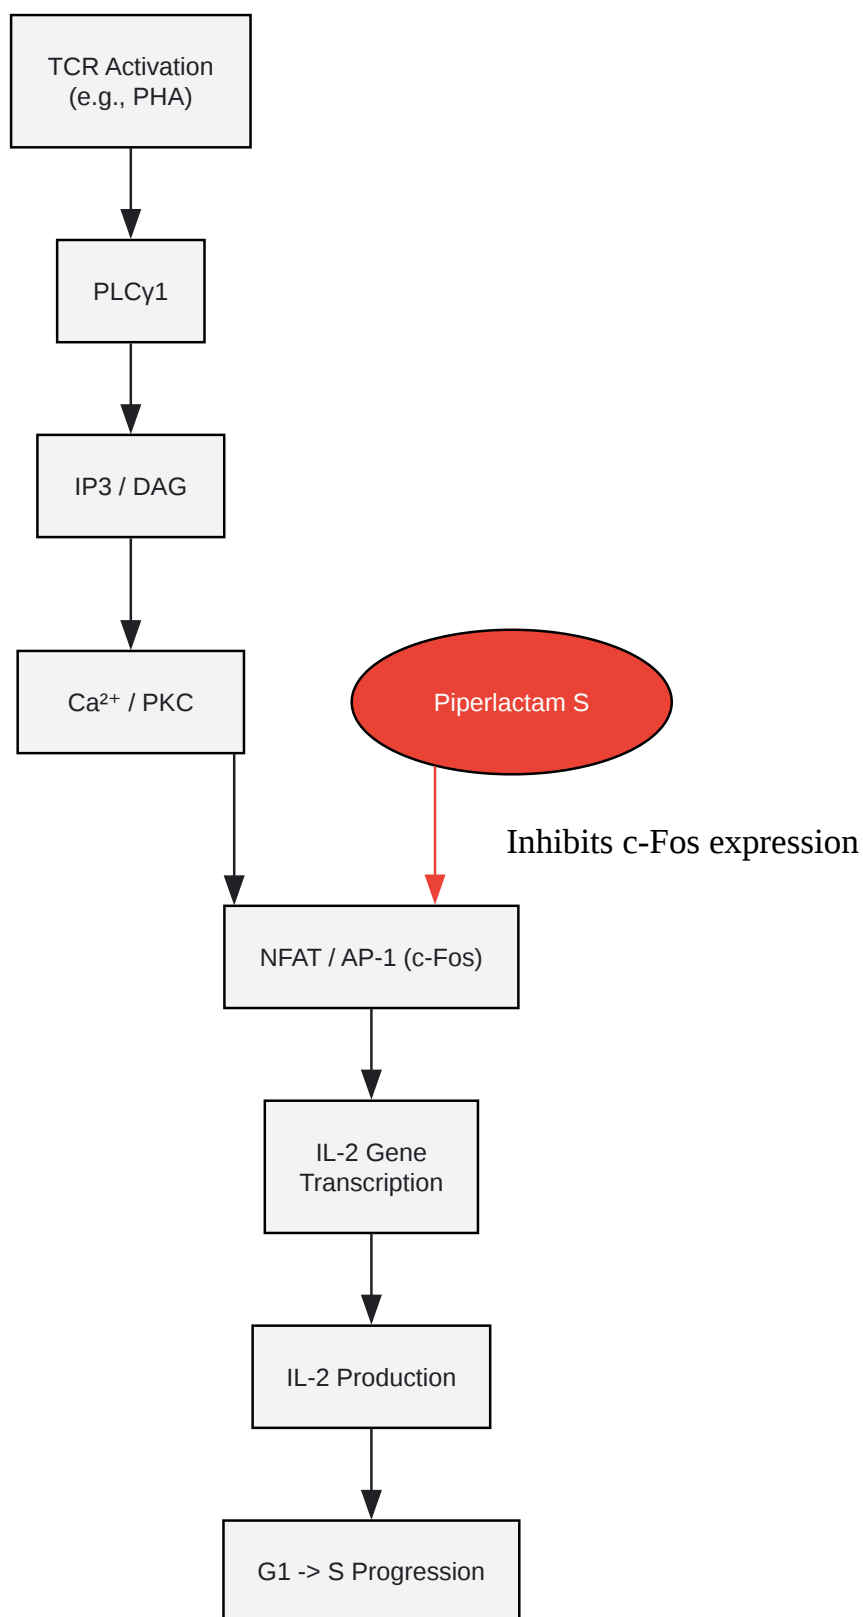 TCR Activation
(e.g., PHA)
PLCγ1
IP3 / DAG
Ca²⁺ / PKC
Piperlactam S
Inhibits c-Fos expression
NFAT / AP-1 (c-Fos)
IL-2 Gene
Transcription
IL-2 Production
G1 -> S Progression